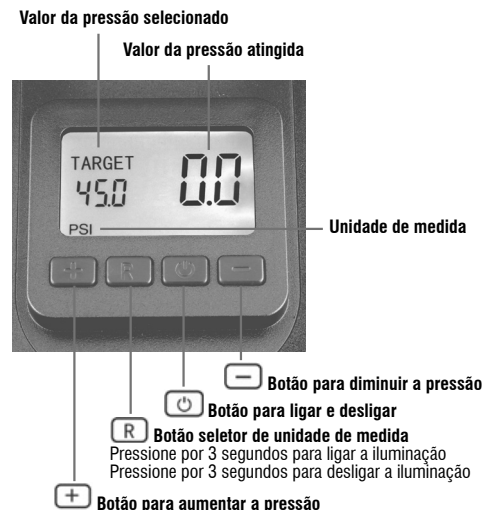 Valor da pressão selecionado
Valor da pressão atingida
TARGET
45.0
0.0
PSI
Unidade de medida
+ R −
− Botão para diminuir a pressão
Botão para ligar e desligar
R Botão seletor de unidade de medida
Pressione por 3 segundos para ligar a iluminação
Pressione por 3 segundos para desligar a iluminação
+ Botão para aumentar a pressão